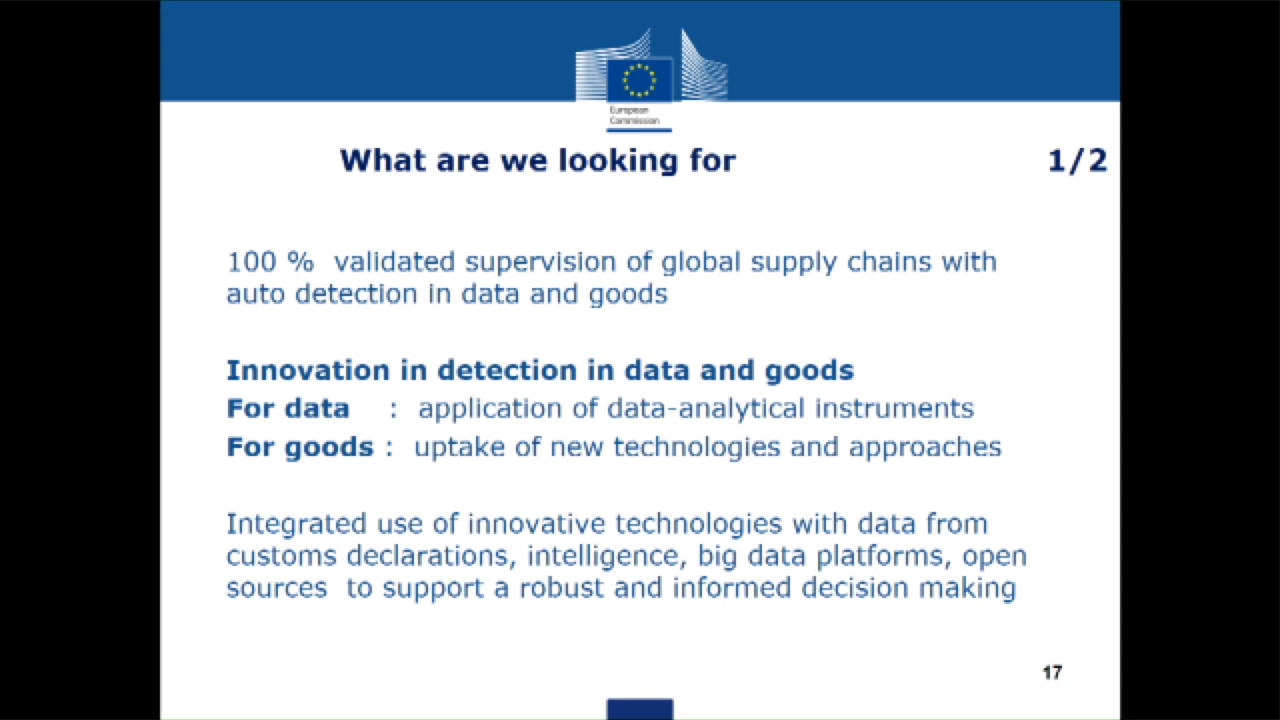 European
Commission
What are we looking for 1/2
100 % validated supervision of global supply chains with
auto detection in data and goods
Innovation in detection in data and goods
For data : application of data-analytical instruments
For goods : uptake of new technologies and approaches
Integrated use of innovative technologies with data from
customs declarations, intelligence, big data platforms, open
sources to support a robust and informed decision making
17